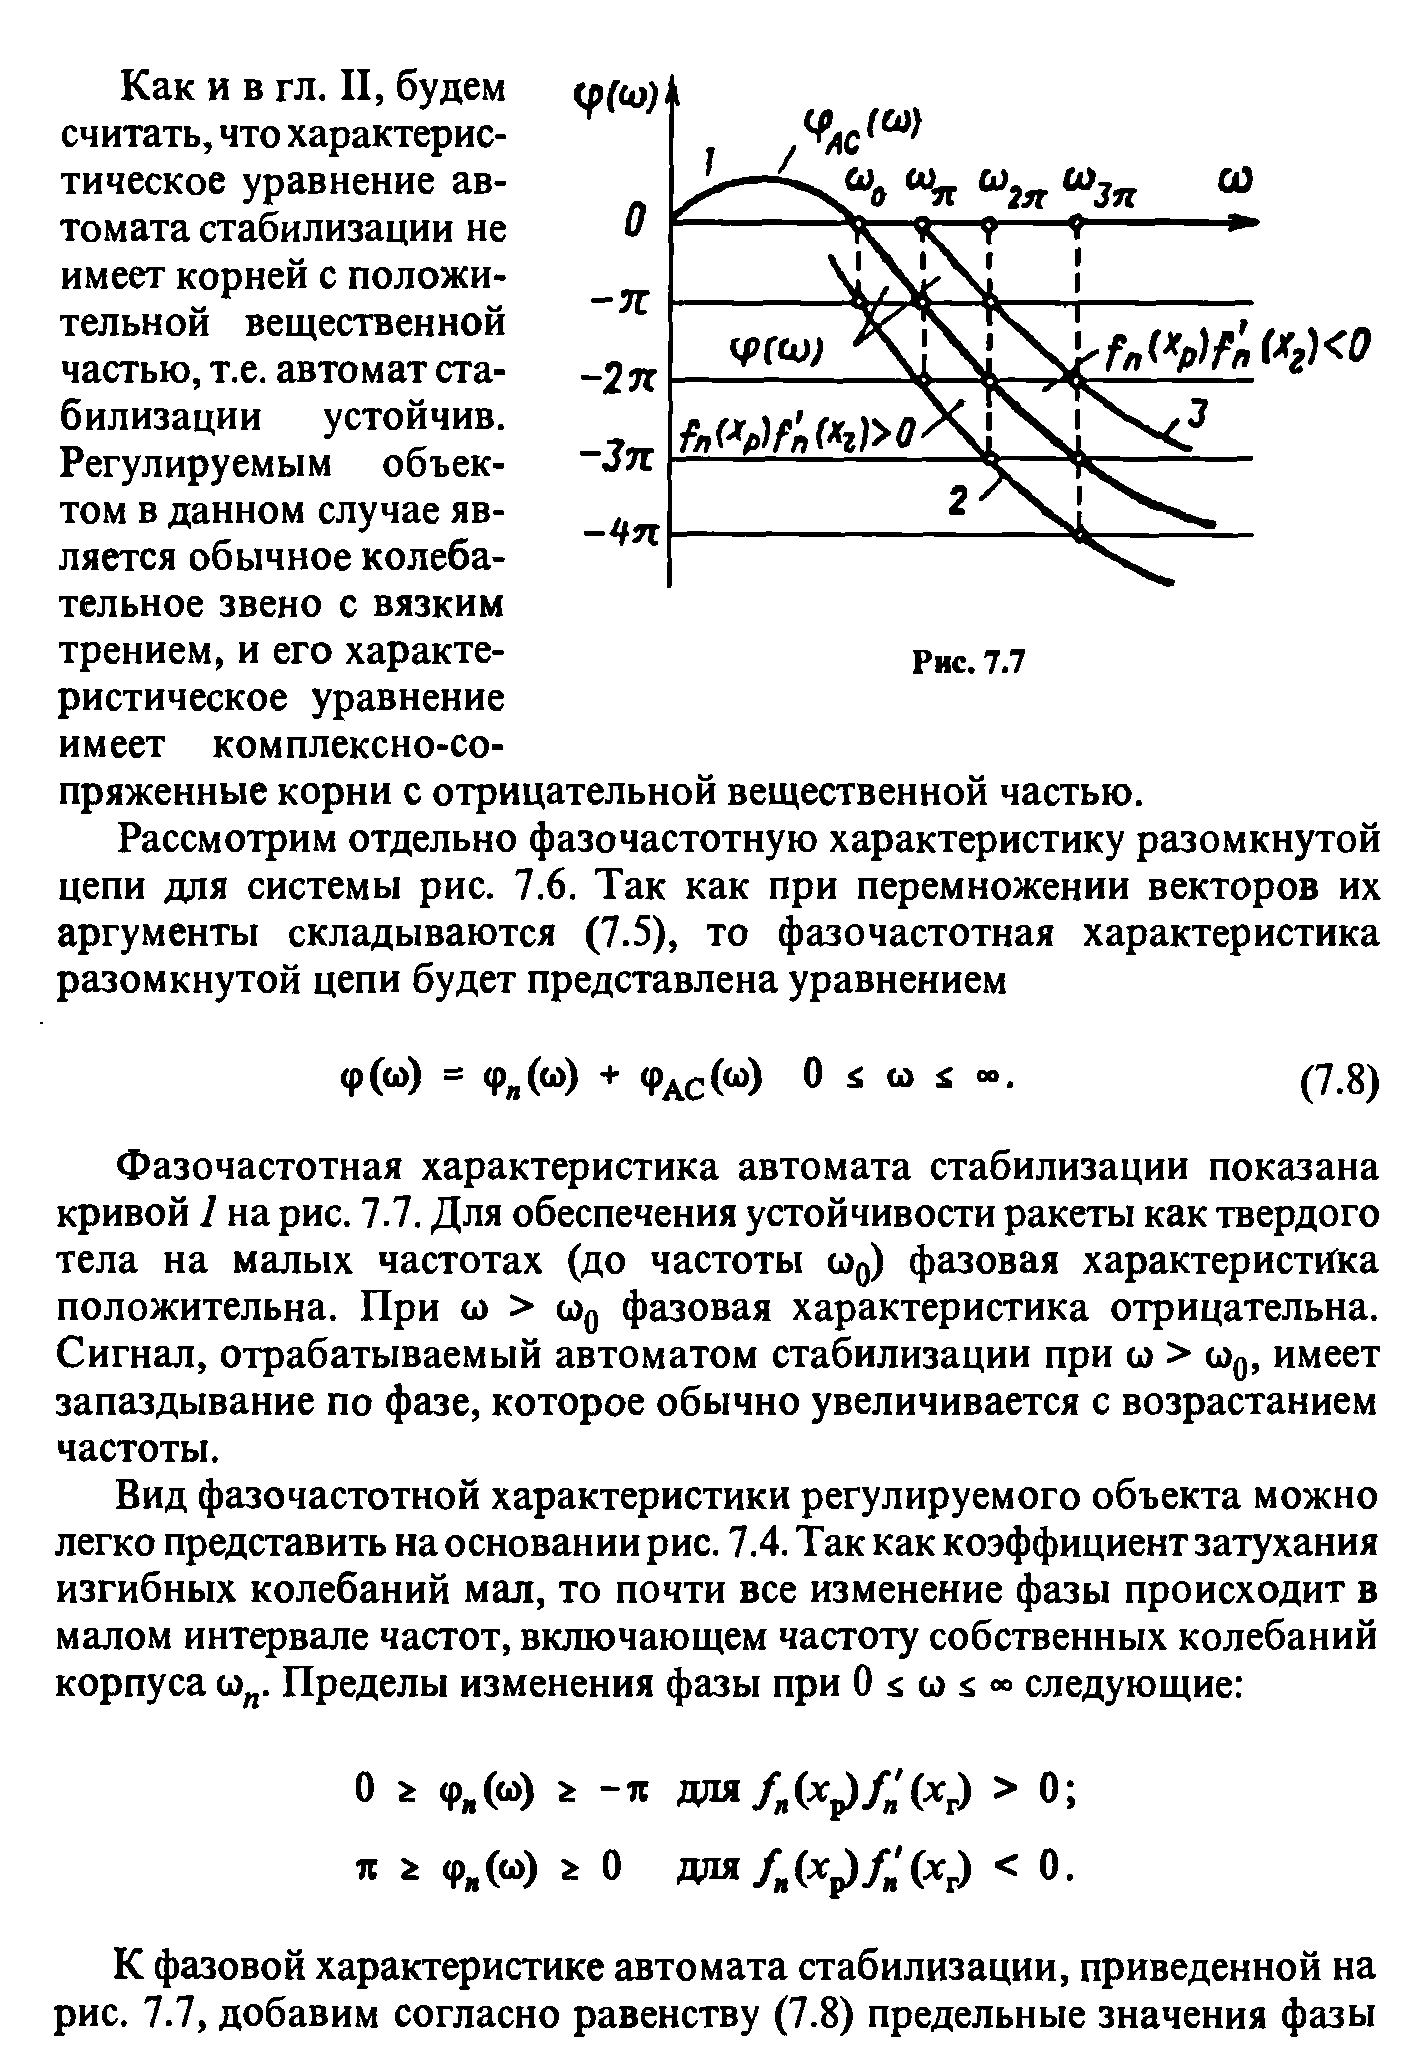 Как и в гл. II, будем
считать, что характерис-
тическое уравнение ав-
томата стабилизации не
имеет корней с положи-
тельной вещественной
частью, т.е. автомат ста-
билизации устойчив.
Регулируемым объек-
том в данном случае яв-
ляется обычное колеба-
тельное звено с вязким
трением, и его характе-
ристическое уравнение
имеет комплексно-со-
φ(ω)
φ_АС(ω)
1
ω₀ ω_π ω_2π ω_3π ω
0
-π
φ(ω)
f_n(x_p)f'_n(x_г)<0
-2π
3
f_n(x_p)f'_n(x_г)>0
-3π
2
-4π
Рис. 7.7
пряженные корни с отрицательной вещественной частью.
Рассмотрим отдельно фазочастотную характеристику разомкнутой
цепи для системы рис. 7.6. Так как при перемножении векторов их
аргументы складываются (7.5), то фазочастотная характеристика
разомкнутой цепи будет представлена уравнением
φ(ω) = φ_n(ω) + φ_АС(ω) 0 ≤ ω ≤ ∞. (7.8)
Фазочастотная характеристика автомата стабилизации показана
кривой 1 на рис. 7.7. Для обеспечения устойчивости ракеты как твердого
тела на малых частотах (до частоты ω₀) фазовая характеристика
положительна. При ω > ω₀ фазовая характеристика отрицательна.
Сигнал, отрабатываемый автоматом стабилизации при ω > ω₀, имеет
запаздывание по фазе, которое обычно увеличивается с возрастанием
частоты.
Вид фазочастотной характеристики регулируемого объекта можно
легко представить на основании рис. 7.4. Так как коэффициент затухания
изгибных колебаний мал, то почти все изменение фазы происходит в
малом интервале частот, включающем частоту собственных колебаний
корпуса ω_n. Пределы изменения фазы при 0 ≤ ω ≤ ∞ следующие:
0 ≥ φ_n(ω) ≥ -π для f_n(x_р)f_n'(x_г) > 0;
π ≥ φ_n(ω) ≥ 0 для f_n(x_р)f_n'(x_г) < 0.
К фазовой характеристике автомата стабилизации, приведенной на
рис. 7.7, добавим согласно равенству (7.8) предельные значения фазы